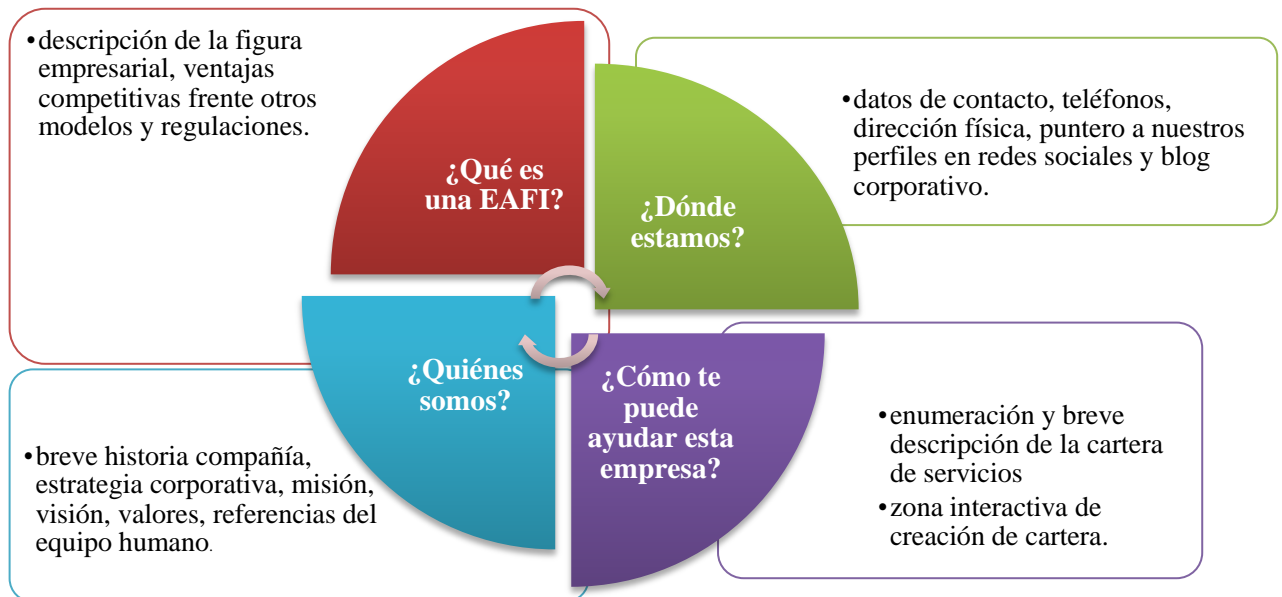 •descripción de la figura
empresarial, ventajas
competitivas frente otros
modelos y regulaciones.
¿Qué es
una EAFI?
¿Dónde
estamos?
•datos de contacto, teléfonos,
dirección física, puntero a nuestros
perfiles en redes sociales y blog
corporativo.
¿Quiénes
somos?
•breve historia compañía,
estrategia corporativa, misión,
visión, valores, referencias del
equipo humano.
¿Cómo te
puede
ayudar esta
empresa?
•enumeración y breve
descripción de la cartera
de servicios
•zona interactiva de
creación de cartera.